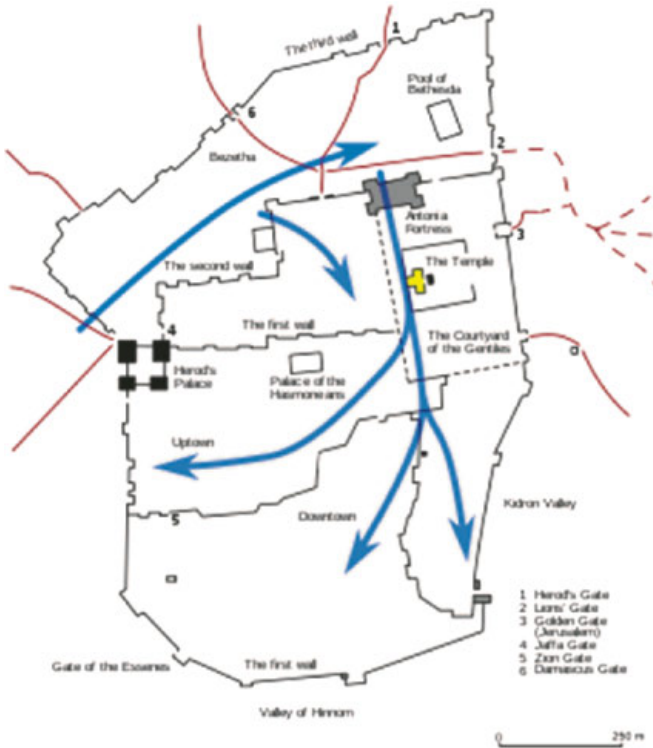 The third wall
1
Pool of
Bethesda
6
Bezetha
2
Antonia
Fortress
3
The Temple
9
The second wall
4
The first wall
The Courtyard
of the Gentiles
Herod's
Palace
Palace of the
Hasmoneans
Uptown
5
Downtown
Kidron Valley
1 Herod's Gate
2 Lions' Gate
3 Golden Gate
(Jerusalem)
4 Jaffa Gate
5 Zion Gate
6 Damascus Gate
Gate of the Essenes
The first wall
Valley of Hinnom
0
250 m